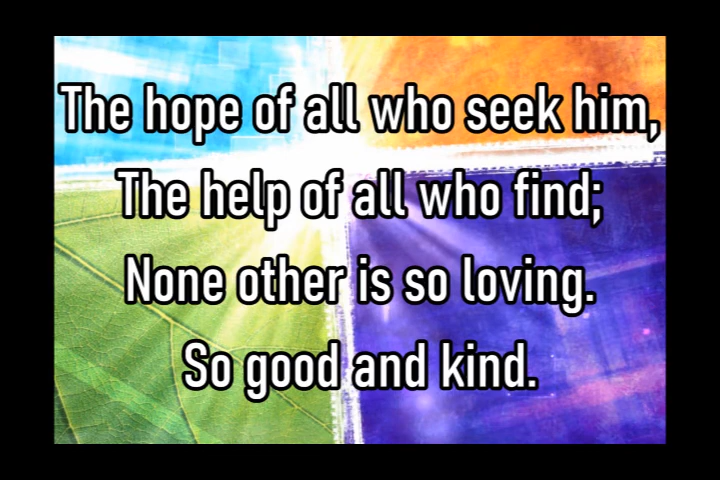 The hope of all who seek him,
The help of all who find;
None other is so loving.
So good and kind.